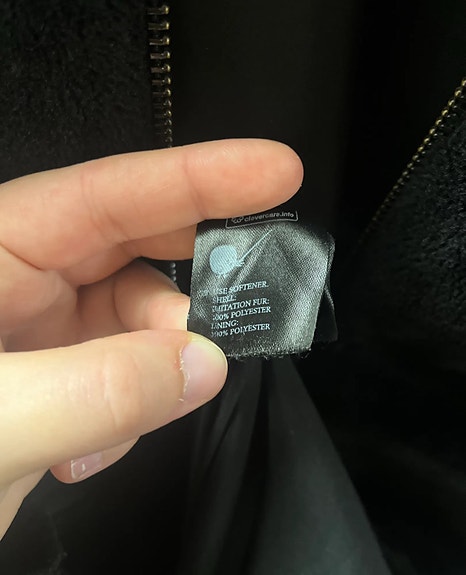 clevercare.info
USE SOFTENER.
SHELL:
IMITATION FUR:
100% POLYESTER
LINING:
100% POLYESTER